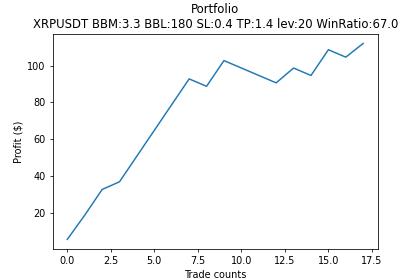 Portfolio
XRPUSDT BBM:3.3 BBL:180 SL:0.4 TP:1.4 lev:20 WinRatio:67.0
100
80
60
40
20
Profit ($)
0.0 2.5 5.0 7.5 10.0 12.5 15.0 17.5
Trade counts